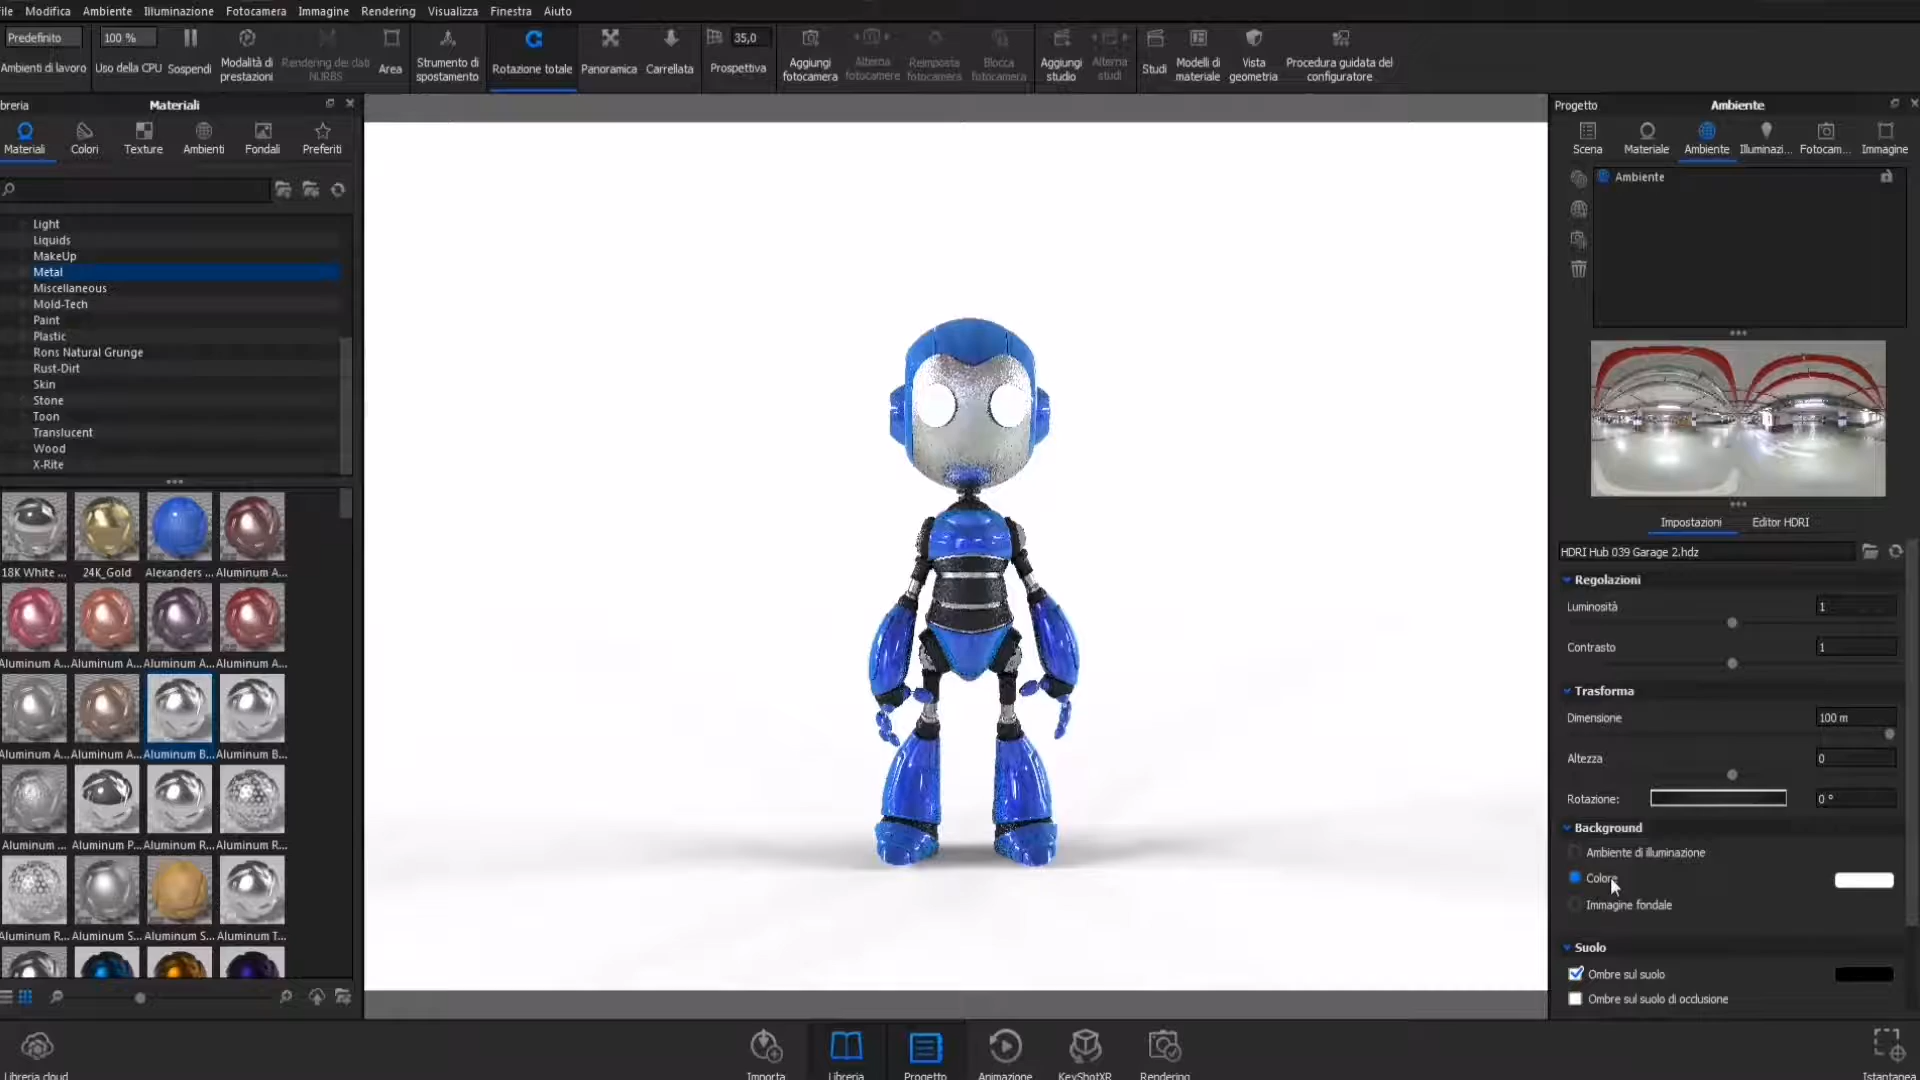 ile Modifica Ambiente Illuminazione Fotocamera Immagine Rendering Visualizza Finestra Aiuto
Predefinito
Ambienti di lavoro
100 %
Uso della CPU
Sospendi
Modalità di
prestazioni
Rendering dei dati
NURBS
Area
Strumento di
spostamento
Rotazione totale
Panoramica
Carrellata
35,0
Prospettiva
Aggiungi
fotocamera
Alterna
fotocamere
Reimposta
fotocamera
Blocca
fotocamera
Aggiungi
studio
Alterna
studi
Studi
Modelli di
materiale
Vista
geometria
Procedura guidata del
configuratore
breria
Materiali
Materiali Colori Texture Ambienti Fondali Preferiti
Light
Liquids
MakeUp
Metal
Miscellaneous
Mold-Tech
Paint
Plastic
Rons Natural Grunge
Rust-Dirt
Skin
Stone
Toon
Translucent
Wood
X-Rite
18K White ... 24K_Gold Alexanders ... Aluminum A...
Aluminum A... Aluminum A... Aluminum A... Aluminum A...
Aluminum A... Aluminum A... Aluminum B... Aluminum B...
Aluminum ... Aluminum P... Aluminum R... Aluminum R...
Aluminum R... Aluminum S... Aluminum S... Aluminum T...
Progetto
Ambiente
Scena Materiale Ambiente Illuminazi... Fotocam... Immagine
Ambiente
Impostazioni Editor HDRI
HDRI Hub 039 Garage 2.hdz
Regolazioni
Luminosità 1
Contrasto 1
Trasforma
Dimensione 100 m
Altezza 0
Rotazione: 0 °
Background
Ambiente di illuminazione
Colore
Immagine fondale
Suolo
Ombre sul suolo
Ombre sul suolo di occlusione
Libreria cloud
Importa
Libreria
Progetto
Animazione
KeyShotXR
Rendering
Istantanea